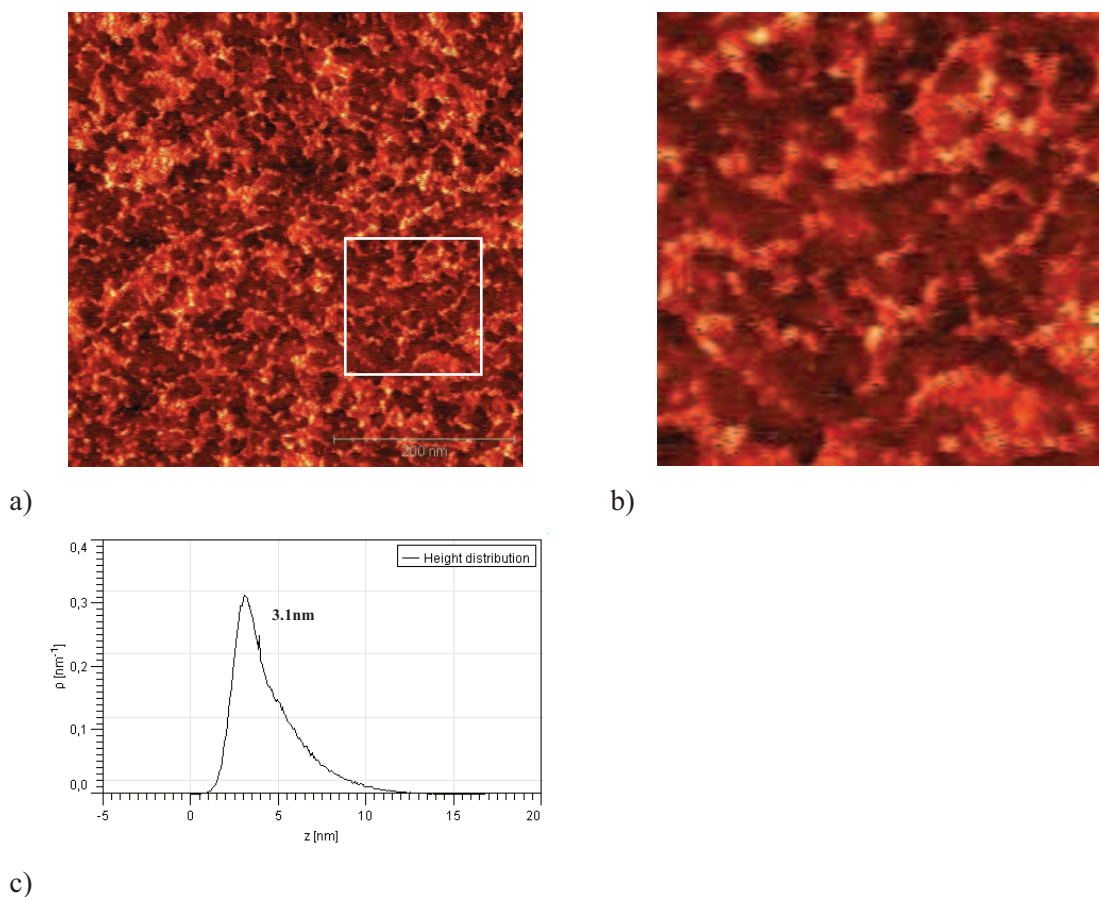 200 nm
a)
b)
0,4
0,3
0,2
0,1
0,0
ρ [nm-1]
Height distribution
3.1nm
-5 0 5 10 15 20
z [nm]
c)